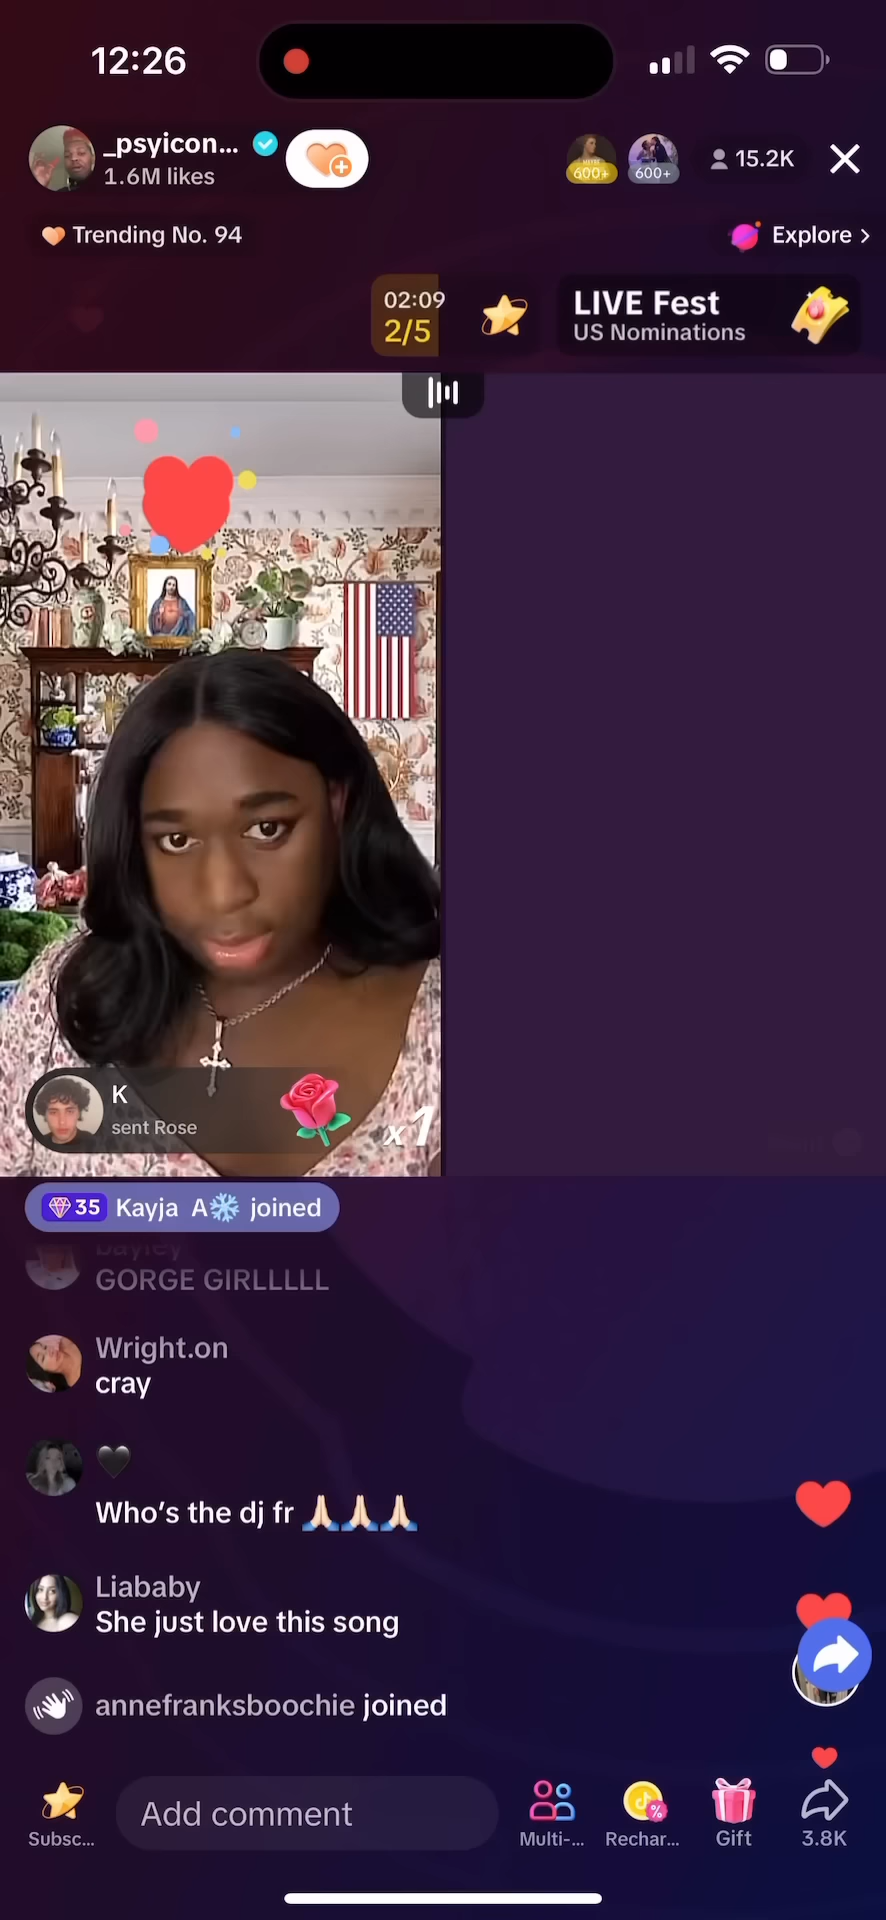 12:26
_psyicon...
1.6M likes
600+
600+
15.2K
Trending No. 94
Explore >
02:09
2/5
LIVE Fest
US Nominations
K
sent Rose
x1
35 Kayja A❄️ joined
bayley
GORGE GIRLLLLL
Wright.on
cray
🖤
Who's the dj fr 🙏🏻🙏🏻🙏🏻
Liababy
She just love this song
annefranksboochie joined
Subsc...
Add comment
Multi-...
Rechar...
Gift
3.8K